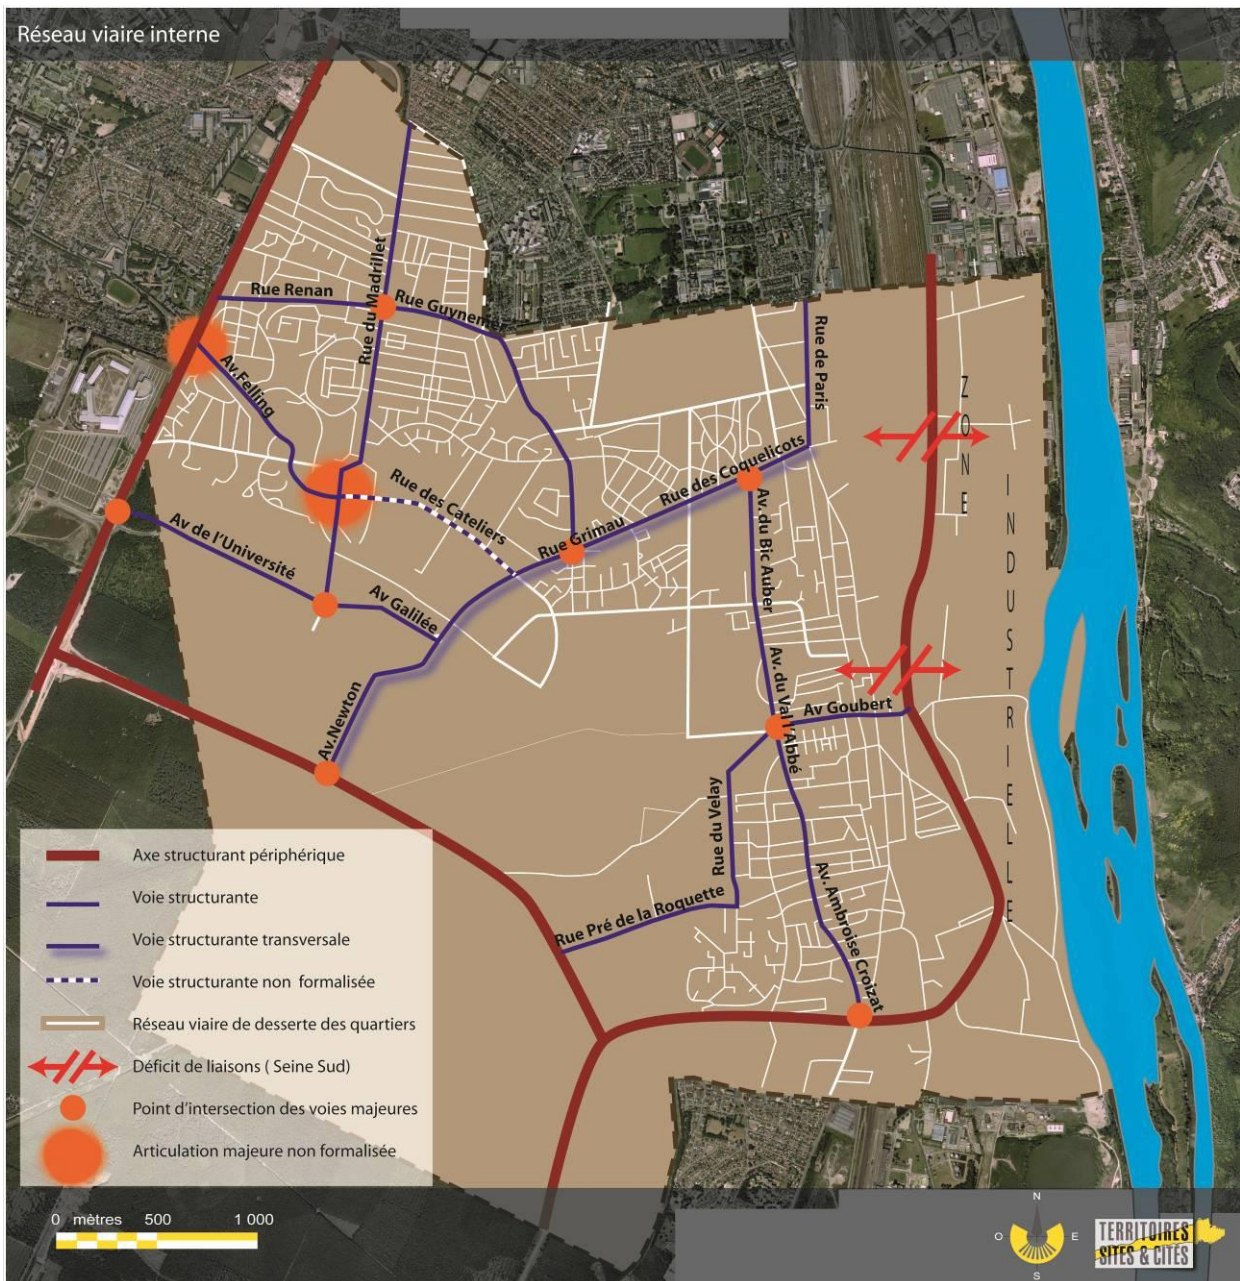 Réseau viaire interne
Rue Renan
Rue du Madrillet
Rue Guynemer
Av.Felling
Rue de Paris
ZONE INDUSTRIELLE
Rue des Cateliers
Rue des Coquelicots
Rue Grimau
Av. du Bic Auber
Av de l'Université
Av Galilée
Av.Newton
Av. du Val l'Abbé
Av Goubert
Rue du Velay
Rue Pré de la Roquette
Av. Ambroise Croizat
Axe structurant périphérique
Voie structurante
Voie structurante transversale
Voie structurante non formalisée
Réseau viaire de desserte des quartiers
Déficit de liaisons ( Seine Sud)
Point d'intersection des voies majeures
Articulation majeure non formalisée
0 mètres 500 1 000
N
O E
S
TERRITOIRES
SITES & CITÉS